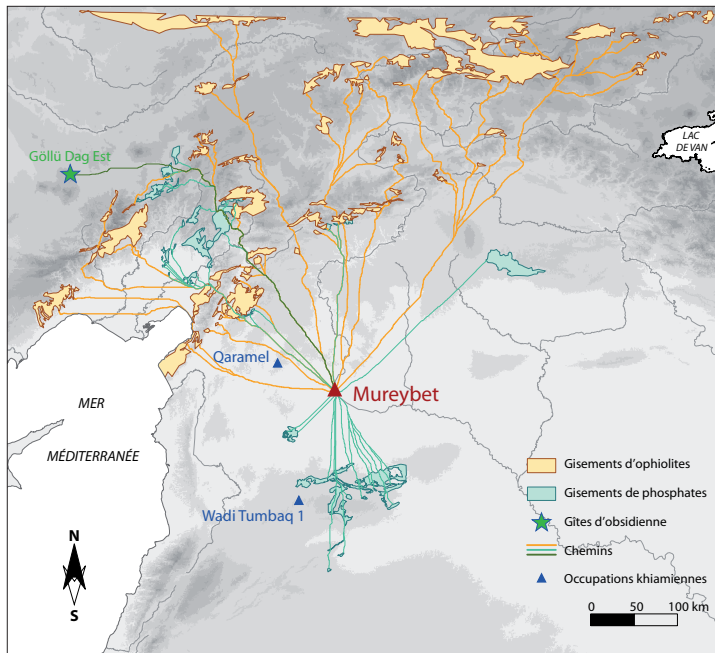 LAC
DE VAN
Göllü Dag Est
Qaramel
Mureybet
MER
MÉDITERRANÉE
Wadi Tumbaq 1
N
S
Gisements d'ophiolites
Gisements de phosphates
Gîtes d'obsidienne
Chemins
Occupations khiamiennes
0 50 100 km